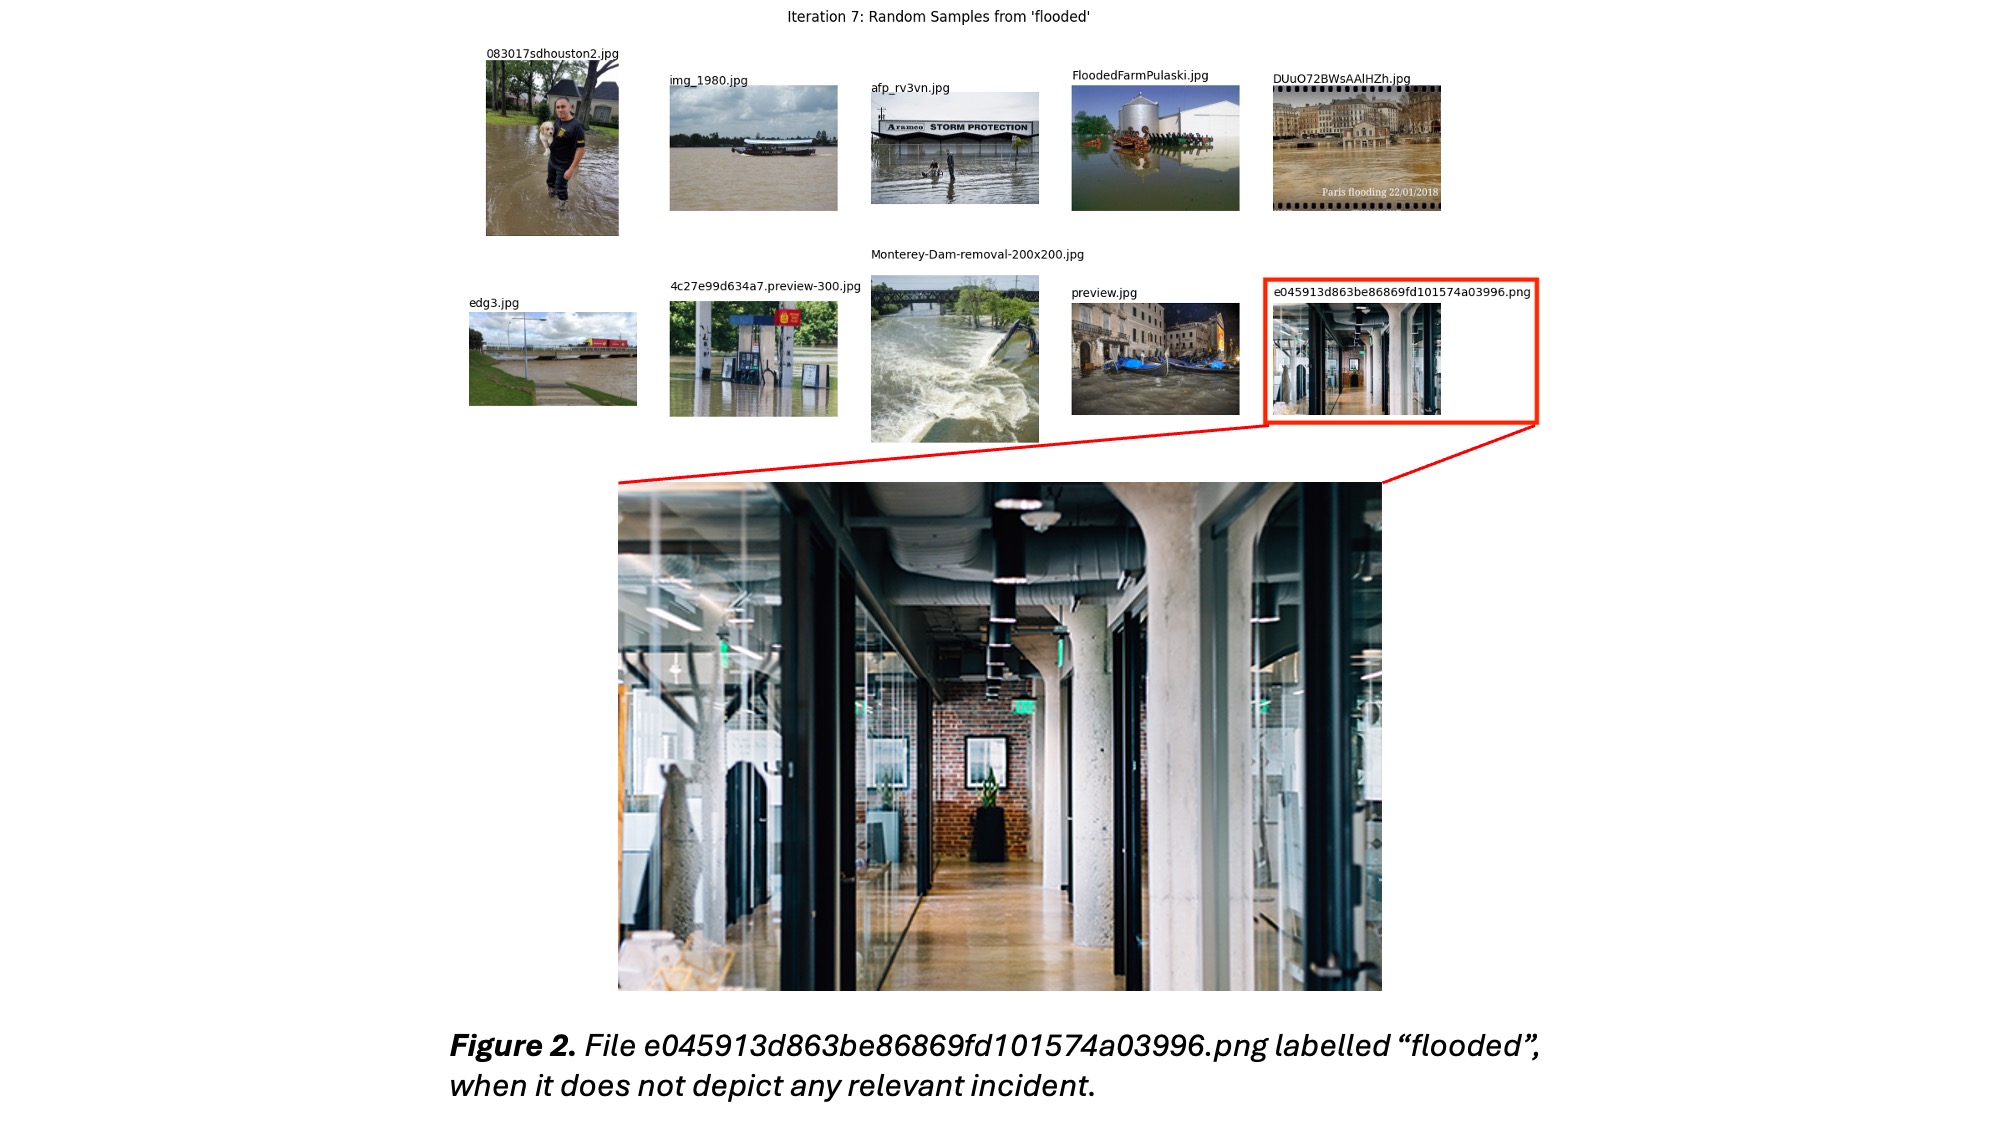 Iteration 7: Random Samples from 'flooded'
083017sdhouston2.jpg
img_1980.jpg
afp_rv3vn.jpg
FloodedFarmPulaski.jpg
DUuO72BWsAAlHZh.jpg
Aramco STORM PROTECTION
Paris flooding 22/01/2018
edg3.jpg
4c27e99d634a7.preview-300.jpg
Monterey-Dam-removal-200x200.jpg
preview.jpg
e045913d863be86869fd101574a03996.png
Figure 2. File e045913d863be86869fd101574a03996.png labelled “flooded”,
when it does not depict any relevant incident.